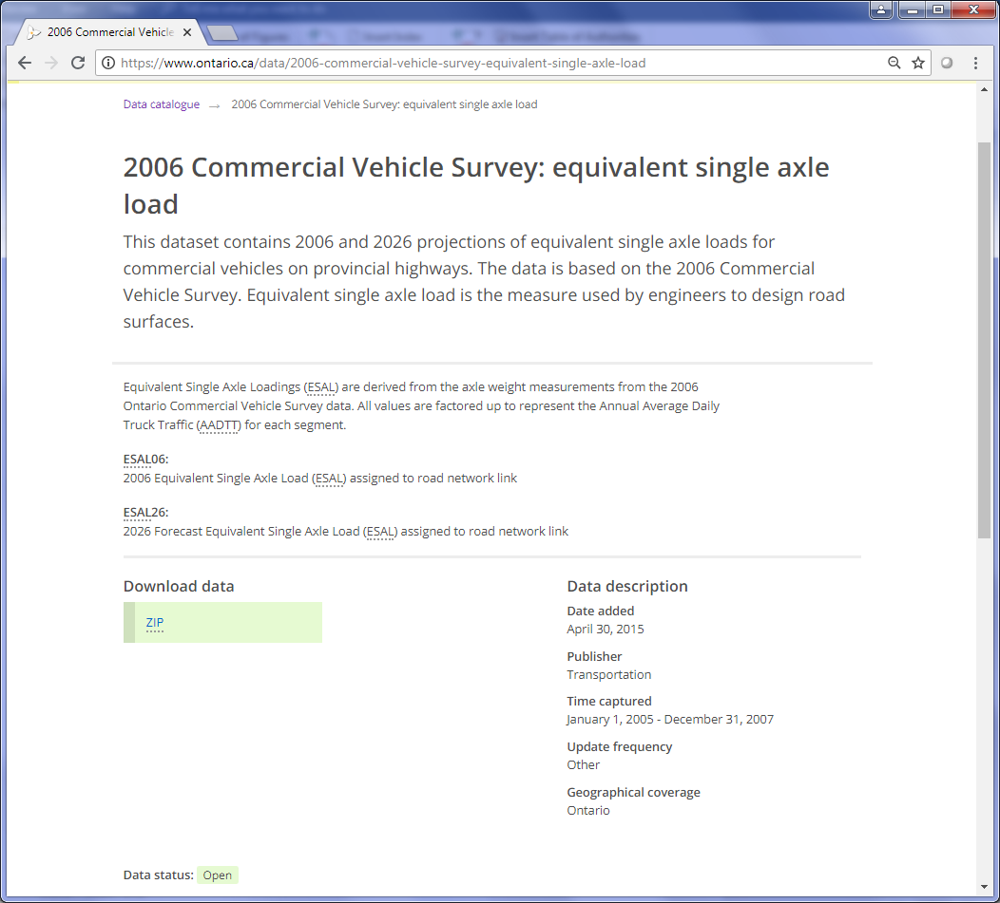 2006 Commercial Vehicle
https://www.ontario.ca/data/2006-commercial-vehicle-survey-equivalent-single-axle-load
Data catalogue → 2006 Commercial Vehicle Survey: equivalent single axle load
2006 Commercial Vehicle Survey: equivalent single axle
load
This dataset contains 2006 and 2026 projections of equivalent single axle loads for
commercial vehicles on provincial highways. The data is based on the 2006 Commercial
Vehicle Survey. Equivalent single axle load is the measure used by engineers to design road
surfaces.
Equivalent Single Axle Loadings (ESAL) are derived from the axle weight measurements from the 2006
Ontario Commercial Vehicle Survey data. All values are factored up to represent the Annual Average Daily
Truck Traffic (AADTT) for each segment.
ESAL06:
2006 Equivalent Single Axle Load (ESAL) assigned to road network link
ESAL26:
2026 Forecast Equivalent Single Axle Load (ESAL) assigned to road network link
Download data
ZIP
Data description
Date added
April 30, 2015
Publisher
Transportation
Time captured
January 1, 2005 - December 31, 2007
Update frequency
Other
Geographical coverage
Ontario
Data status: Open